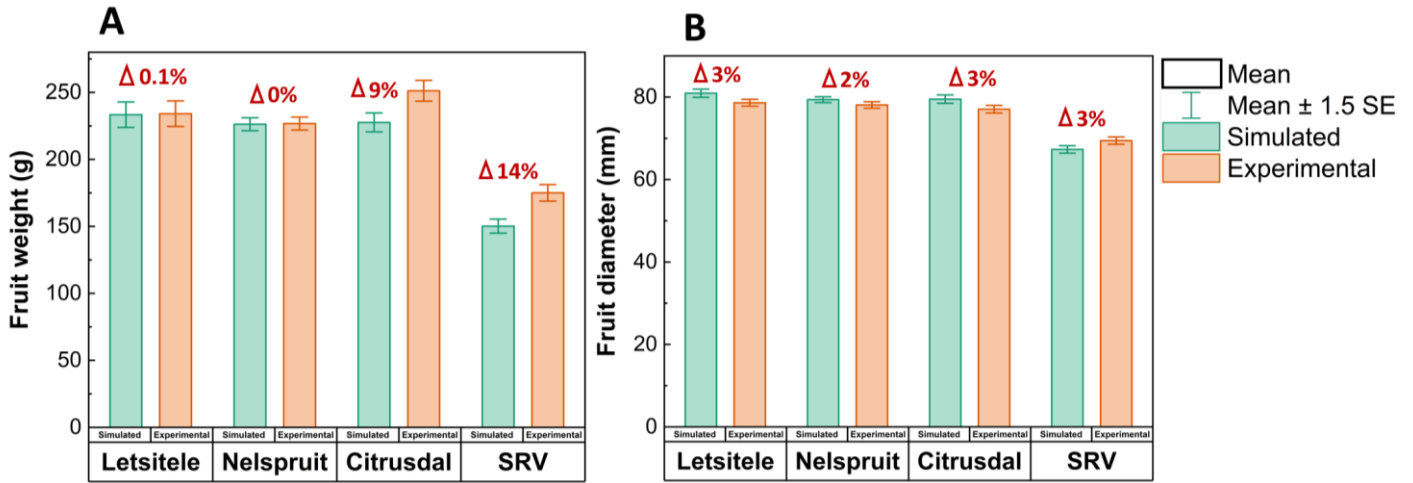 A
Fruit weight (g)
250
200
150
100
50
0
Δ 0.1%
Δ 0%
Δ 9%
Δ 14%
Simulated Experimental Simulated Experimental Simulated Experimental Simulated Experimental
Letsitele Nelspruit Citrusdal SRV
B
Fruit diameter (mm)
80
60
40
20
0
Δ 3%
Δ 2%
Δ 3%
Δ 3%
Simulated Experimental Simulated Experimental Simulated Experimental Simulated Experimental
Letsitele Nelspruit Citrusdal SRV
Mean
Mean ± 1.5 SE
Simulated
Experimental